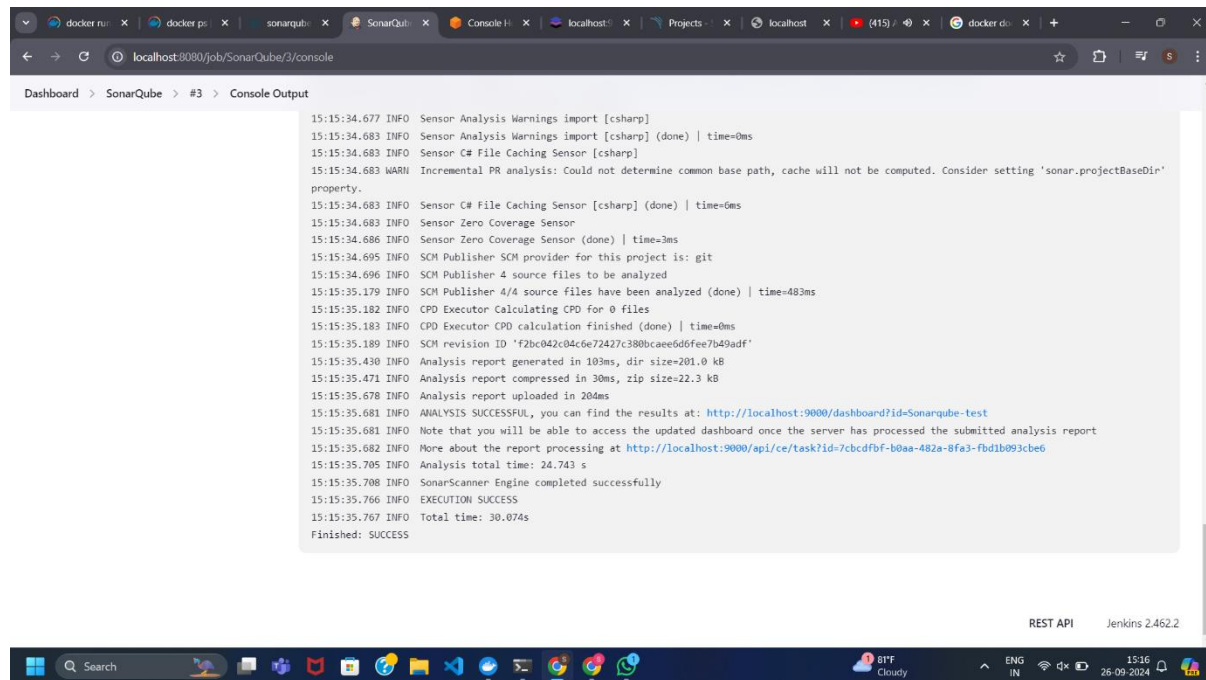 docker run
docker ps
sonarqube
SonarQub
Console H
localhost:9
Projects - S
localhost
(415) /
docker do
localhost:8080/job/SonarQube/3/console
S
Dashboard > SonarQube > #3 > Console Output
15:15:34.677 INFO Sensor Analysis Warnings import [csharp]
15:15:34.683 INFO Sensor Analysis Warnings import [csharp] (done) | time=0ms
15:15:34.683 INFO Sensor C# File Caching Sensor [csharp]
15:15:34.683 WARN Incremental PR analysis: Could not determine common base path, cache will not be computed. Consider setting 'sonar.projectBaseDir'
property.
15:15:34.683 INFO Sensor C# File Caching Sensor [csharp] (done) | time=6ms
15:15:34.683 INFO Sensor Zero Coverage Sensor
15:15:34.686 INFO Sensor Zero Coverage Sensor (done) | time=3ms
15:15:34.695 INFO SCM Publisher SCM provider for this project is: git
15:15:34.696 INFO SCM Publisher 4 source files to be analyzed
15:15:35.179 INFO SCM Publisher 4/4 source files have been analyzed (done) | time=483ms
15:15:35.182 INFO CPD Executor Calculating CPD for 0 files
15:15:35.183 INFO CPD Executor CPD calculation finished (done) | time=0ms
15:15:35.189 INFO SCM revision ID 'f2bc042c04c6e72427c380bcaee6d6fee7b49adf'
15:15:35.430 INFO Analysis report generated in 103ms, dir size=201.0 kB
15:15:35.471 INFO Analysis report compressed in 30ms, zip size=22.3 kB
15:15:35.678 INFO Analysis report uploaded in 204ms
15:15:35.681 INFO ANALYSIS SUCCESSFUL, you can find the results at: http://localhost:9000/dashboard?id=Sonarqube-test
15:15:35.681 INFO Note that you will be able to access the updated dashboard once the server has processed the submitted analysis report
15:15:35.682 INFO More about the report processing at http://localhost:9000/api/ce/task?id=7cbcdfbf-b0aa-482a-8fa3-fbd1b093cbe6
15:15:35.705 INFO Analysis total time: 24.743 s
15:15:35.708 INFO SonarScanner Engine completed successfully
15:15:35.766 INFO EXECUTION SUCCESS
15:15:35.767 INFO Total time: 30.074s
Finished: SUCCESS
REST API Jenkins 2.462.2
Search
81°F
Cloudy
ENG
IN
15:16
26-09-2024